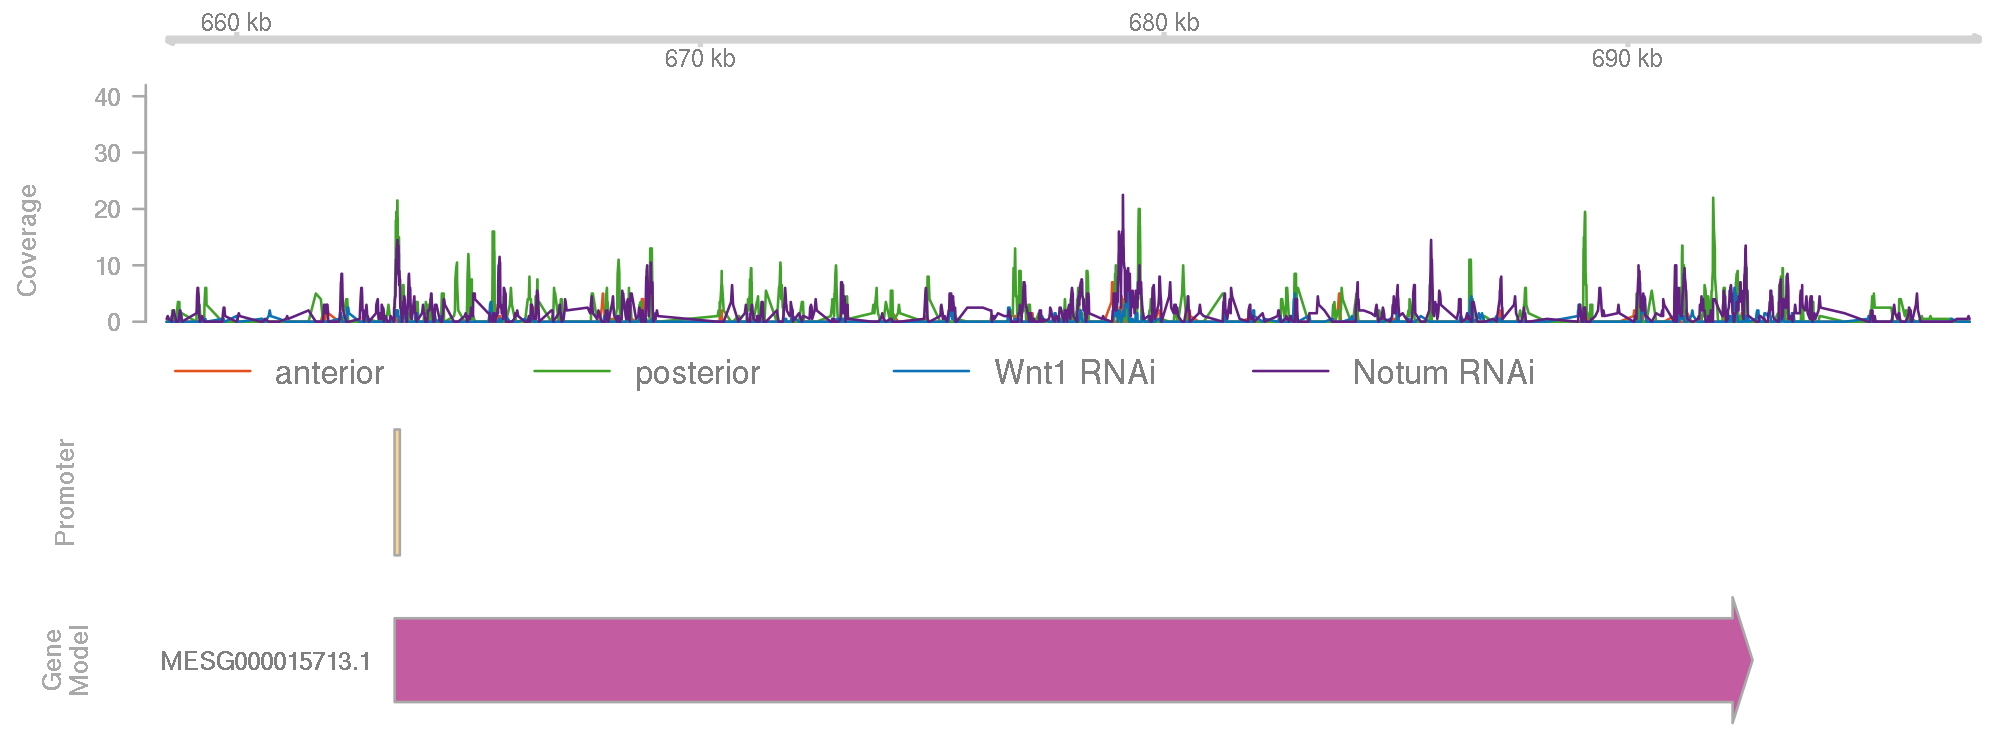 660 kb
680 kb
670 kb
690 kb
Coverage
40
30
20
10
0
anterior posterior Wnt1 RNAi Notum RNAi
Promoter
Gene
Model
MESG000015713.1